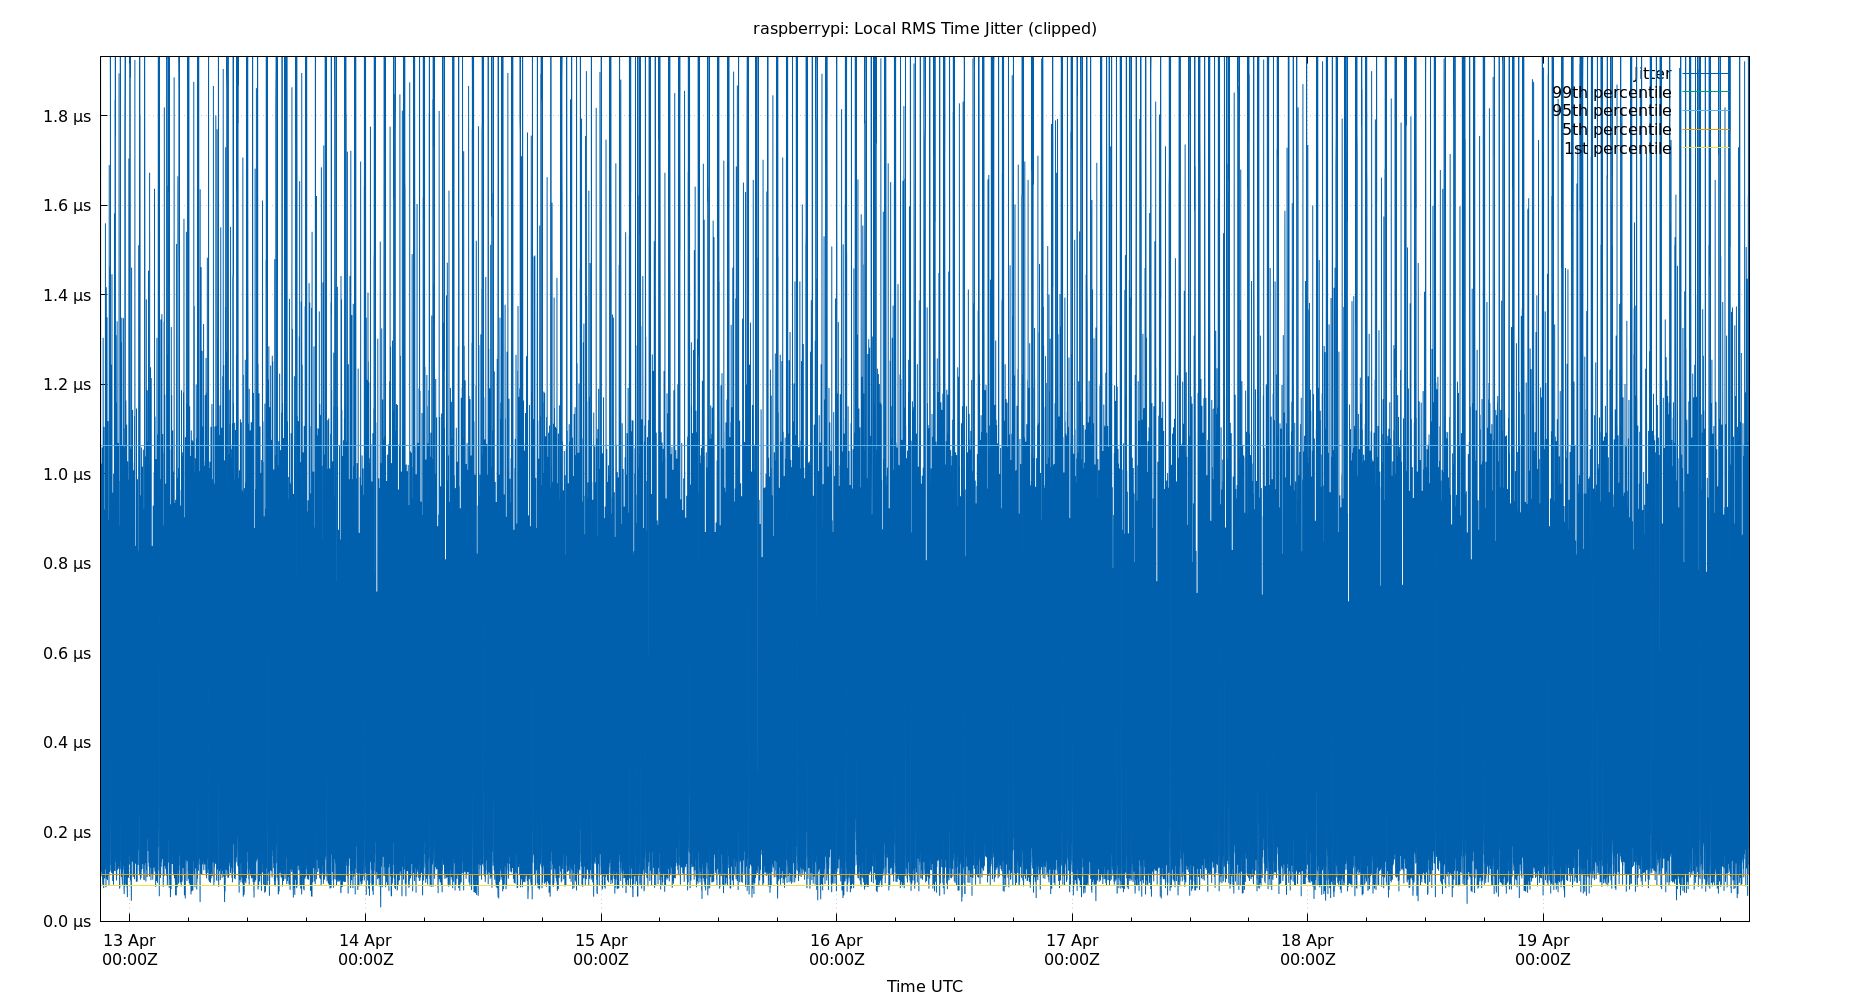 raspberrypi: Local RMS Time Jitter (clipped)
jitter
99th percentile
95th percentile
5th percentile
1st percentile
1.8 µs
1.6 µs
1.4 µs
1.2 µs
1.0 µs
0.8 µs
0.6 µs
0.4 µs
0.2 µs
0.0 µs
13 Apr 14 Apr 15 Apr 16 Apr 17 Apr 18 Apr 19 Apr
00:00Z 00:00Z 00:00Z 00:00Z 00:00Z 00:00Z 00:00Z
Time UTC